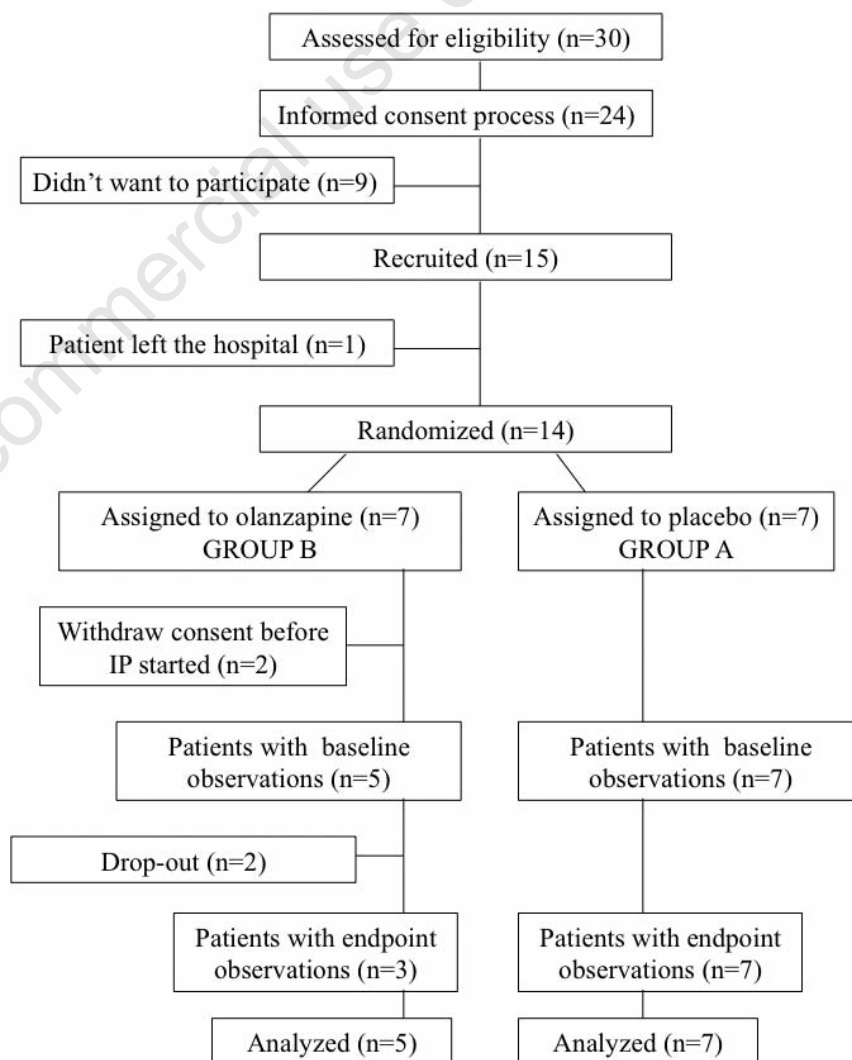 commercial use
Assessed for eligibility (n=30)
Informed consent process (n=24)
Didn't want to participate (n=9)
Recruited (n=15)
Patient left the hospital (n=1)
Randomized (n=14)
Assigned to olanzapine (n=7)
GROUP B
Assigned to placebo (n=7)
GROUP A
Withdraw consent before
IP started (n=2)
Patients with baseline
observations (n=5)
Patients with baseline
observations (n=7)
Drop-out (n=2)
Patients with endpoint
observations (n=3)
Patients with endpoint
observations (n=7)
Analyzed (n=5)
Analyzed (n=7)